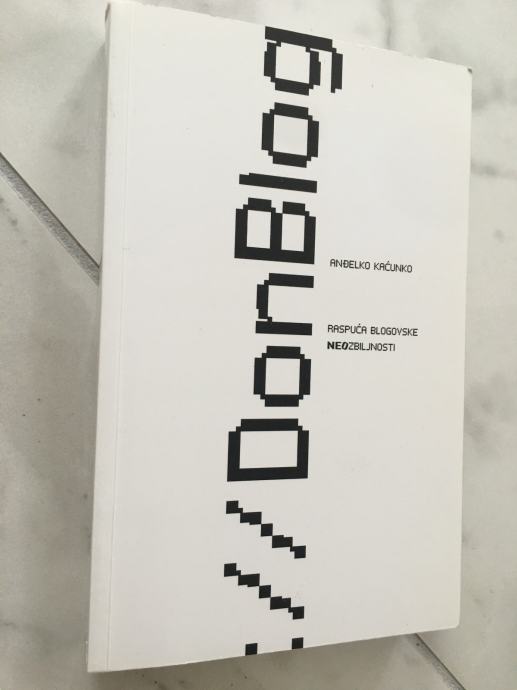 ://DonBlog
ANĐELKO KAĆUNKO
RASPUĆA BLOGOVSKE
NEOZBILJNOSTI